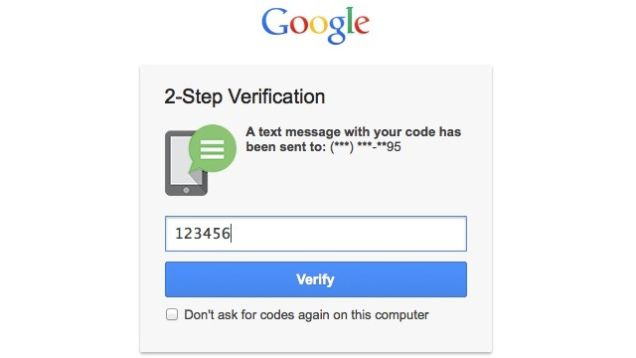 Google
2-Step Verification
A text message with your code has
been sent to: (***) ***-**95
123456
Verify
Don't ask for codes again on this computer